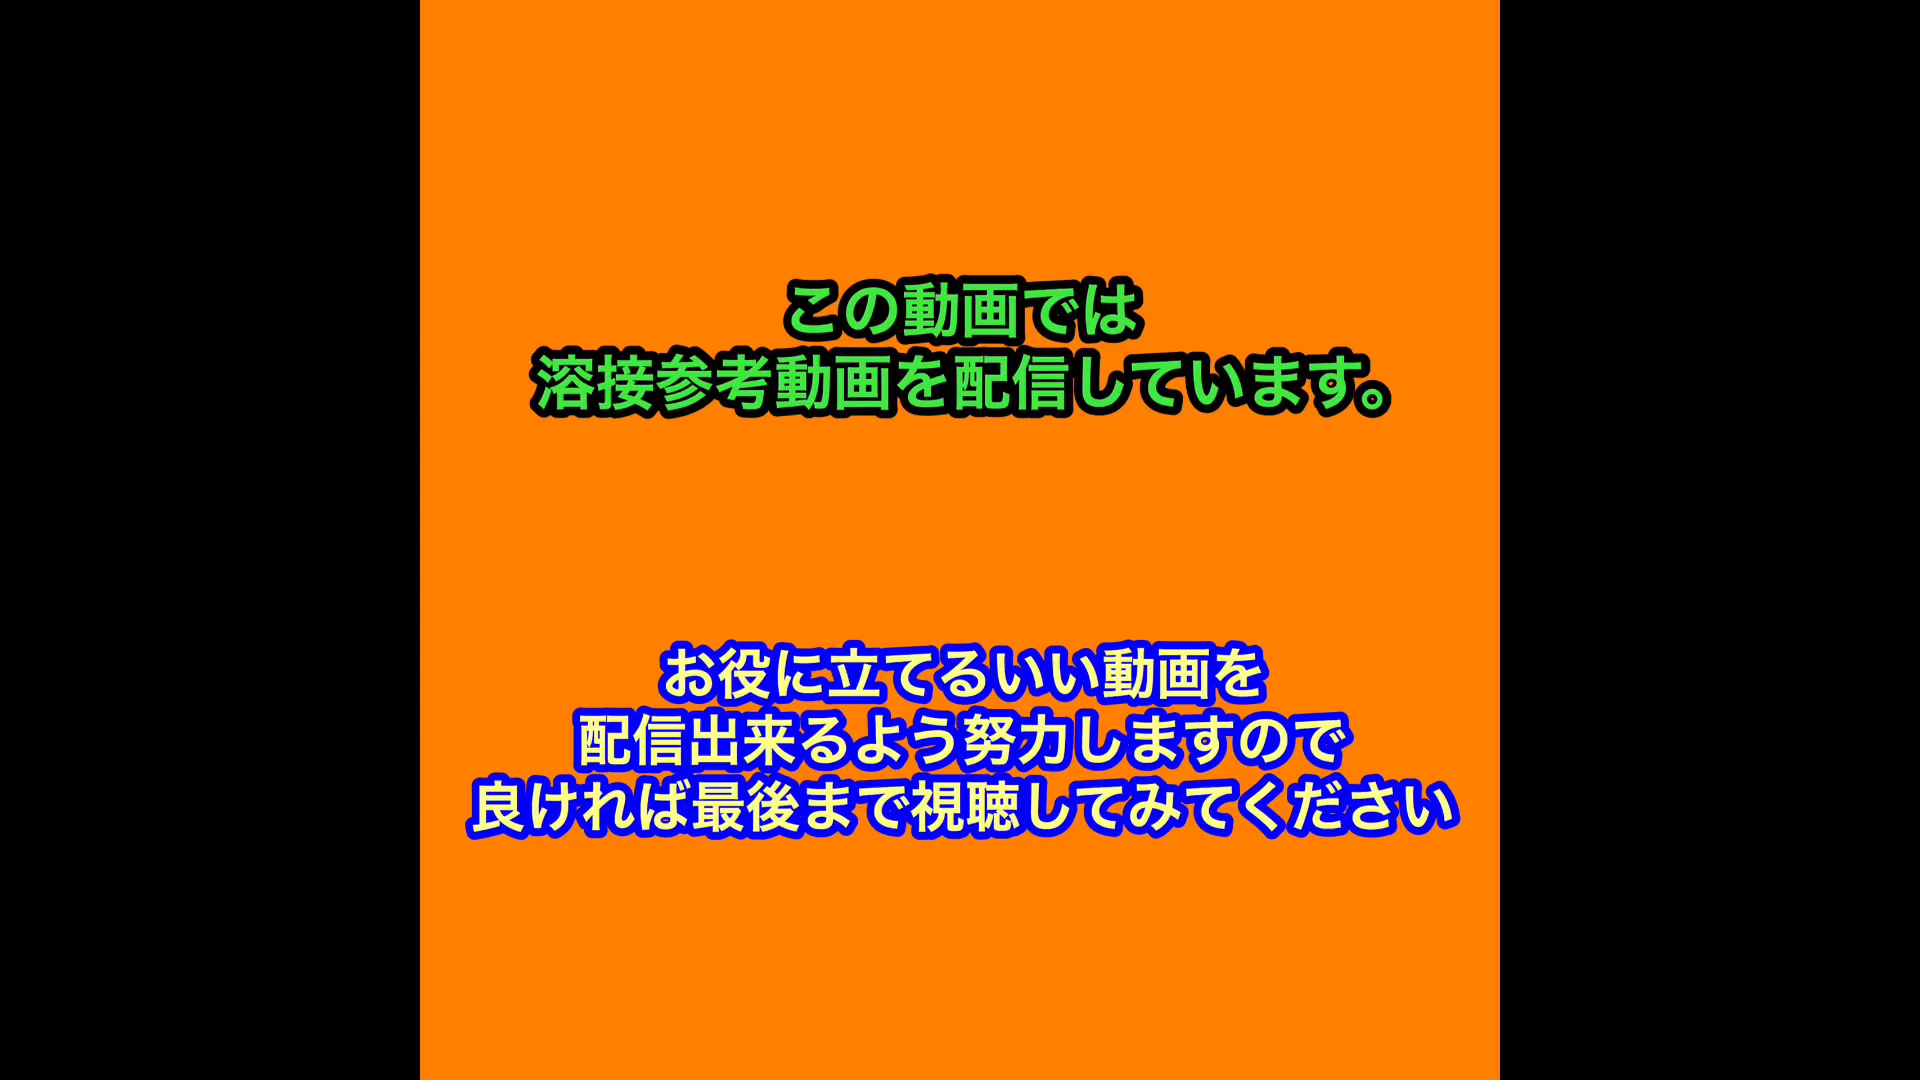 この動画では
溶接参考動画を配信しています。
お役に立てるいい動画を
配信出来るよう努力しますので
良ければ最後まで視聴してみてください